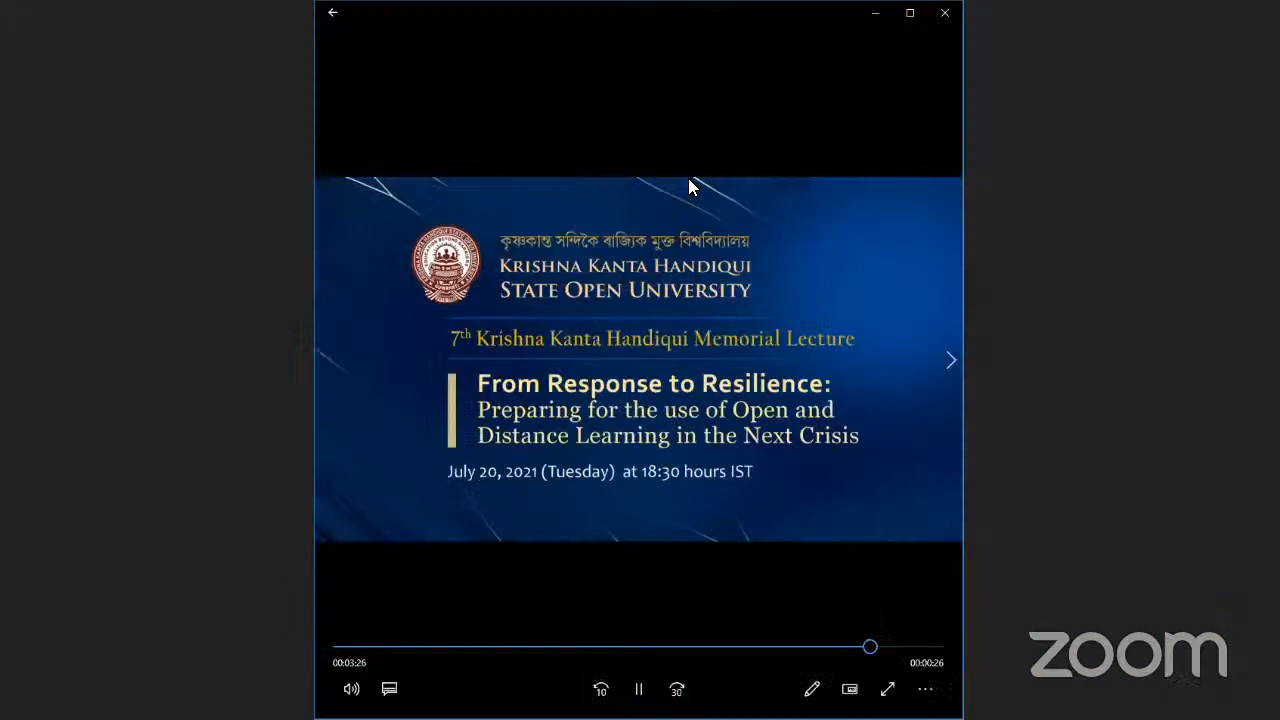 কৃষ্ণকান্ত সন্দিকৈ ৰাজ্যিক মুক্ত বিশ্ববিদ্যালয়
KRISHNA KANTA HANDIQUI
STATE OPEN UNIVERSITY
7th Krishna Kanta Handiqui Memorial Lecture
From Response to Resilience:
Preparing for the use of Open and
Distance Learning in the Next Crisis
July 20, 2021 (Tuesday) at 18:30 hours IST
zoom
00:03:26
00:00:26
10
30